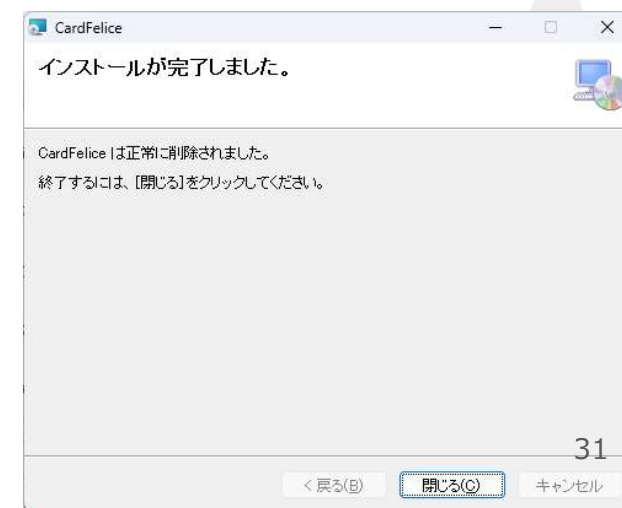 CardFelice
インストールが完了しました。
CardFelice は正常に削除されました。
終了するには、[閉じる]をクリックしてください。
31
< 戻る(B)
閉じる(C)
キャンセル